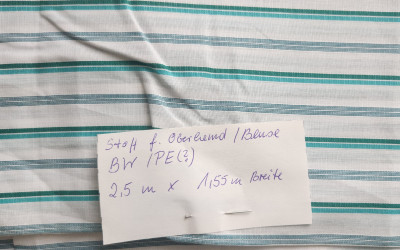 Stoff f. Oberhemd / Bluse
BW / PE (?)
2,5 m x 1,55 m Breite